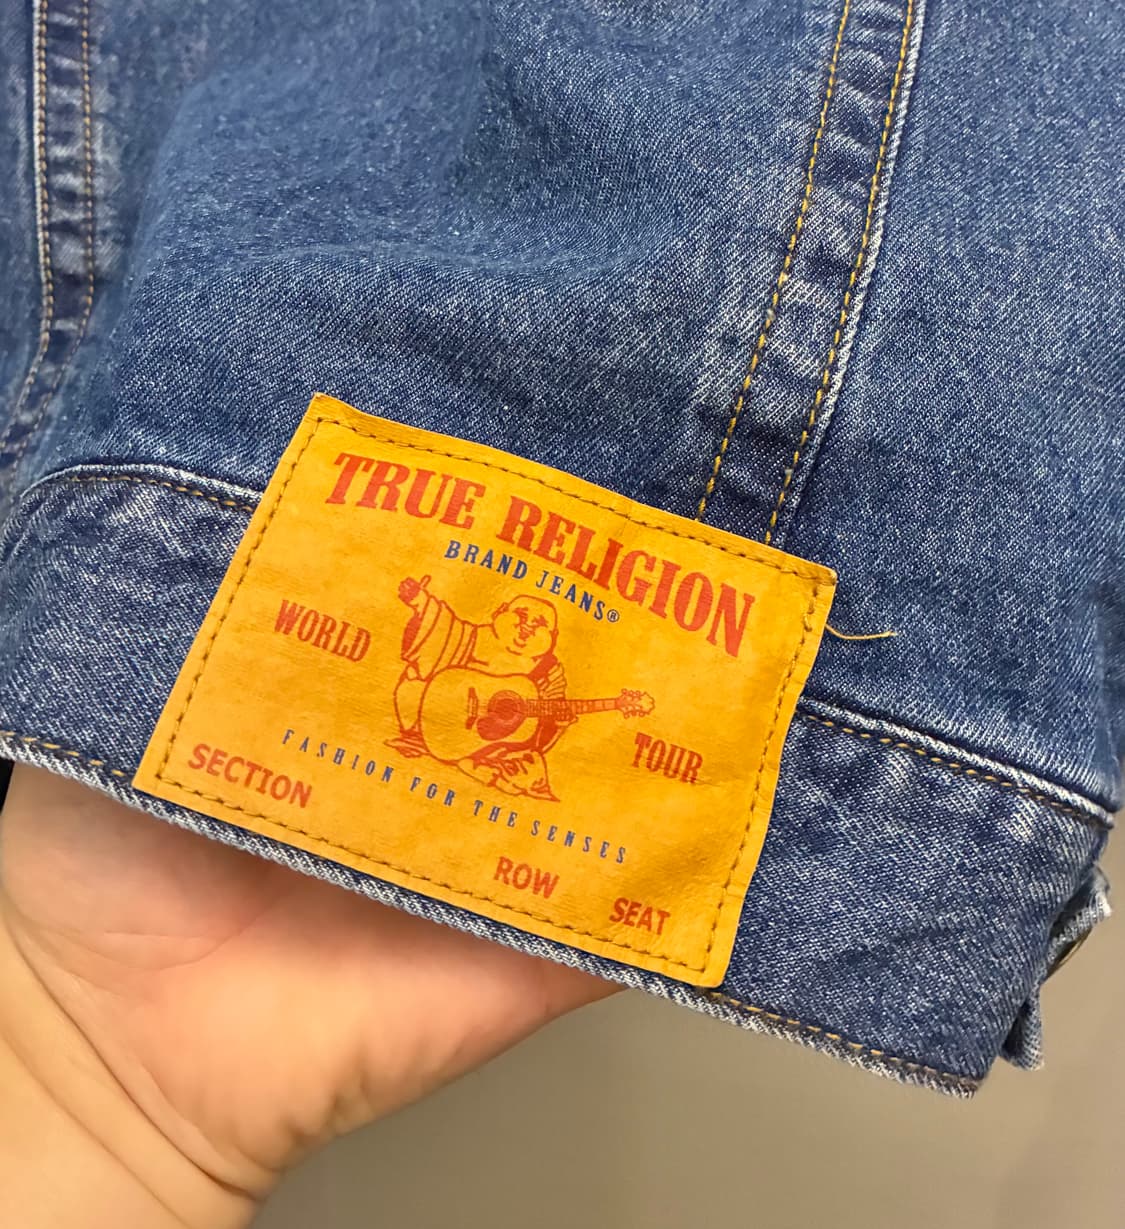 TRUE RELIGION
BRAND JEANS®
WORLD TOUR
FASHION FOR THE SENSES
SECTION ROW SEAT